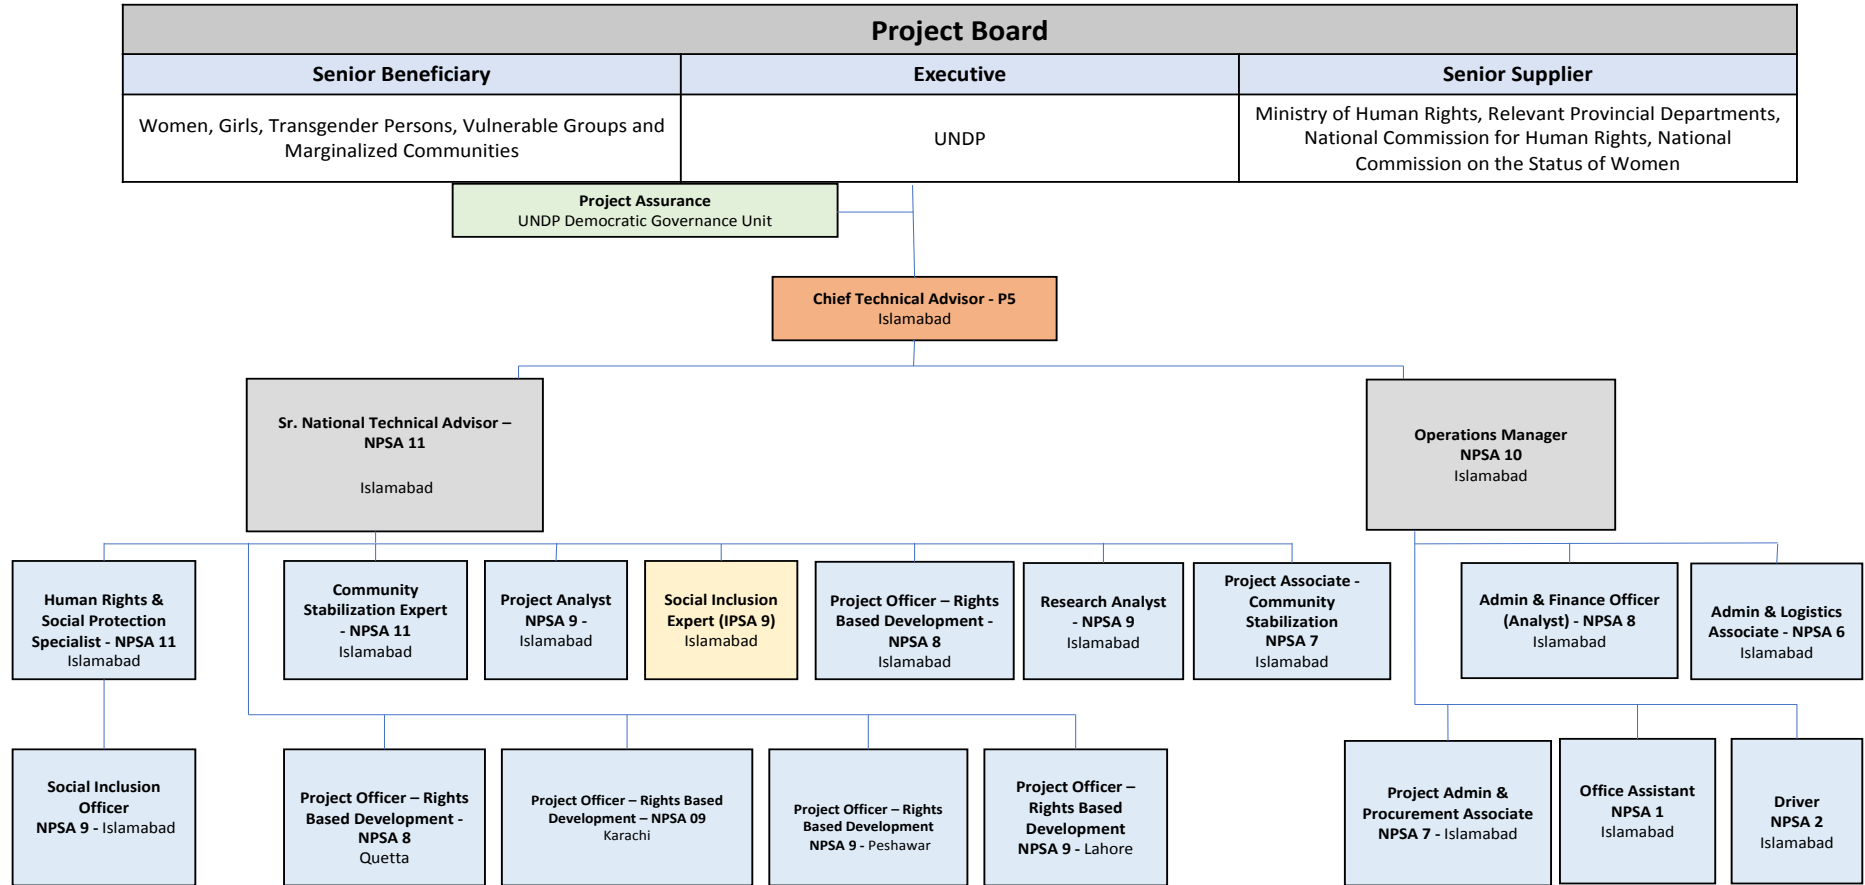 Project Board
Senior Beneficiary
Executive
Senior Supplier
Women, Girls, Transgender Persons, Vulnerable Groups and
Marginalized Communities
UNDP
Ministry of Human Rights, Relevant Provincial Departments,
National Commission for Human Rights, National
Commission on the Status of Women
Project Assurance
UNDP Democratic Governance Unit
Chief Technical Advisor - P5
Islamabad
Sr. National Technical Advisor –
NPSA 11
Islamabad
Operations Manager
NPSA 10
Islamabad
Human Rights &
Social Protection
Specialist - NPSA 11
Islamabad
Community
Stabilization Expert
- NPSA 11
Islamabad
Project Analyst
NPSA 9 -
Islamabad
Social Inclusion
Expert (IPSA 9)
Islamabad
Project Officer – Rights
Based Development -
NPSA 8
Islamabad
Research Analyst
- NPSA 9
Islamabad
Project Associate -
Community
Stabilization
NPSA 7
Islamabad
Admin & Finance Officer
(Analyst) - NPSA 8
Islamabad
Admin & Logistics
Associate - NPSA 6
Islamabad
Social Inclusion
Officer
NPSA 9 - Islamabad
Project Officer – Rights
Based Development -
NPSA 8
Quetta
Project Officer – Rights Based
Development – NPSA 09
Karachi
Project Officer – Rights
Based Development
NPSA 9 - Peshawar
Project Officer –
Rights Based
Development
NPSA 9 - Lahore
Project Admin &
Procurement Associate
NPSA 7 - Islamabad
Office Assistant
NPSA 1
Islamabad
Driver
NPSA 2
Islamabad